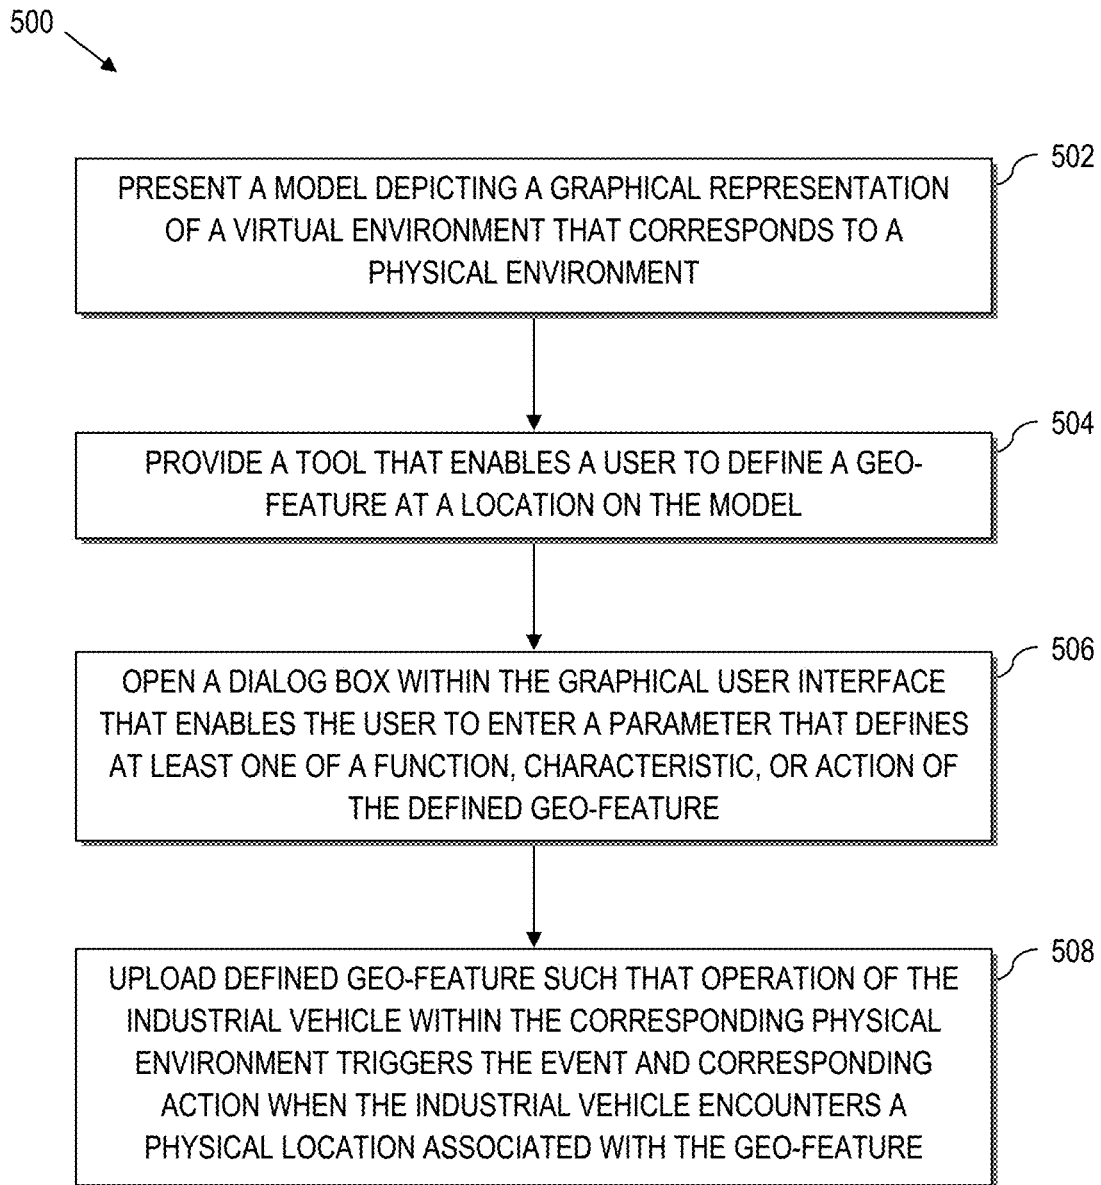 500
502
PRESENT A MODEL DEPICTING A GRAPHICAL REPRESENTATION
OF A VIRTUAL ENVIRONMENT THAT CORRESPONDS TO A
PHYSICAL ENVIRONMENT
504
PROVIDE A TOOL THAT ENABLES A USER TO DEFINE A GEO-
FEATURE AT A LOCATION ON THE MODEL
506
OPEN A DIALOG BOX WITHIN THE GRAPHICAL USER INTERFACE
THAT ENABLES THE USER TO ENTER A PARAMETER THAT DEFINES
AT LEAST ONE OF A FUNCTION, CHARACTERISTIC, OR ACTION OF
THE DEFINED GEO-FEATURE
508
UPLOAD DEFINED GEO-FEATURE SUCH THAT OPERATION OF THE
INDUSTRIAL VEHICLE WITHIN THE CORRESPONDING PHYSICAL
ENVIRONMENT TRIGGERS THE EVENT AND CORRESPONDING
ACTION WHEN THE INDUSTRIAL VEHICLE ENCOUNTERS A
PHYSICAL LOCATION ASSOCIATED WITH THE GEO-FEATURE